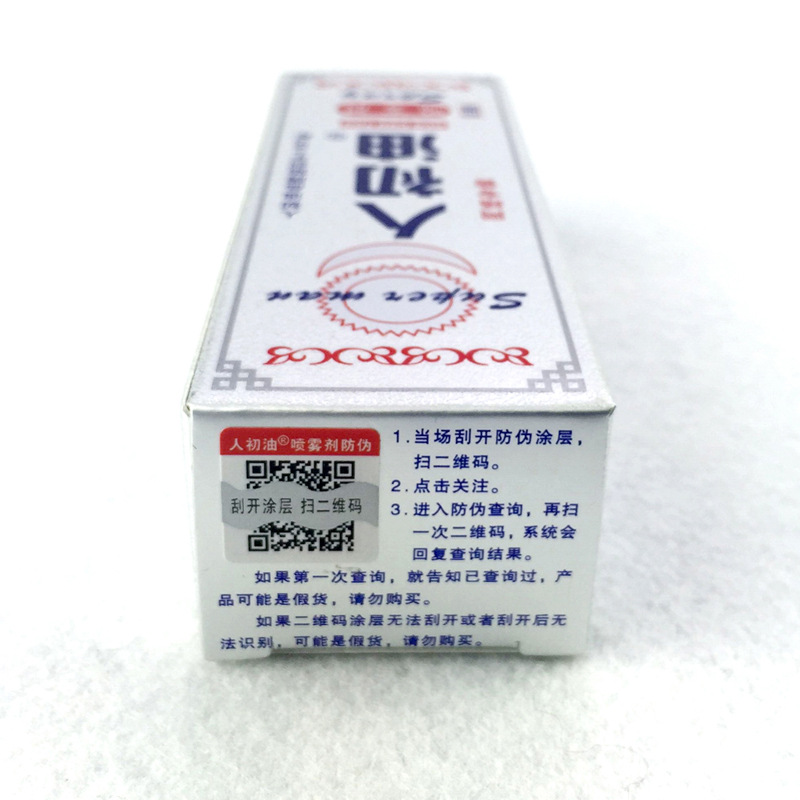 人初油
Super man
人初油®喷雾剂防伪
刮开涂层 扫二维码
1.当场刮开防伪涂层，
扫二维码。
2.点击关注。
3.进入防伪查询，再扫
一次二维码，系统会
回复查询结果。
如果第一次查询，就告知已查询过，产
品可能是假货，请勿购买。
如果二维码涂层无法刮开或者刮开后无
法识别，可能是假货，请勿购买。